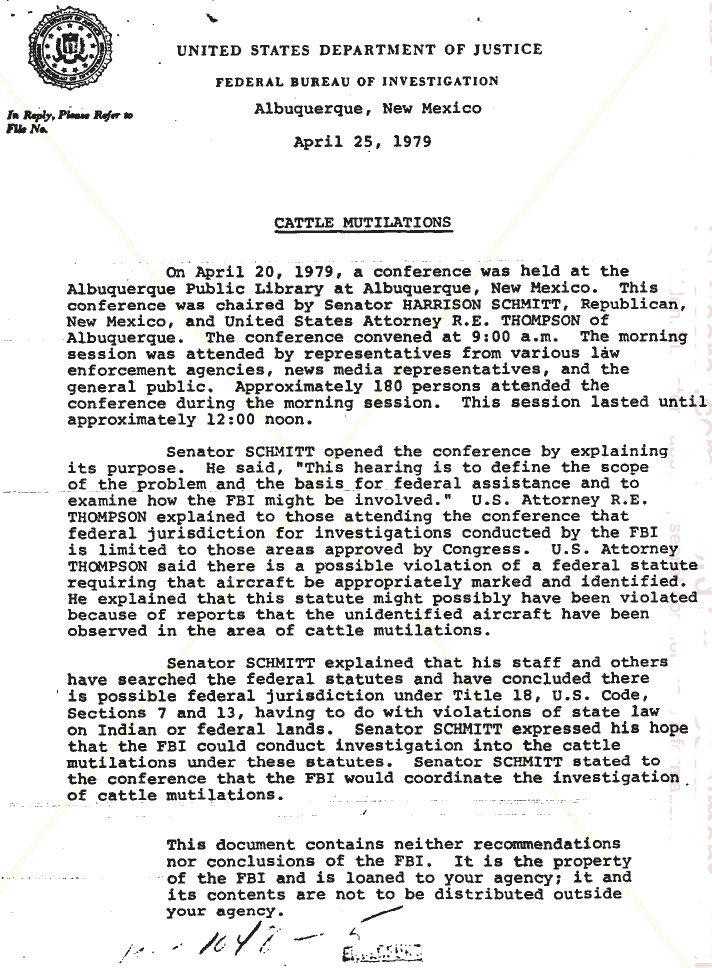 UNITED STATES DEPARTMENT OF JUSTICE
FEDERAL BUREAU OF INVESTIGATION
In Reply, Please Refer to
File No.
Albuquerque, New Mexico
April 25, 1979
CATTLE MUTILATIONS
On April 20, 1979, a conference was held at the
Albuquerque Public Library at Albuquerque, New Mexico. This
conference was chaired by Senator HARRISON SCHMITT, Republican,
New Mexico, and United States Attorney R.E. THOMPSON of
Albuquerque. The conference convened at 9:00 a.m. The morning
session was attended by representatives from various law
enforcement agencies, news media representatives, and the
general public. Approximately 180 persons attended the
conference during the morning session. This session lasted until
approximately 12:00 noon.
Senator SCHMITT opened the conference by explaining
its purpose. He said, "This hearing is to define the scope
of the problem and the basis for federal assistance and to
examine how the FBI might be involved." U.S. Attorney R.E.
THOMPSON explained to those attending the conference that
federal jurisdiction for investigations conducted by the FBI
is limited to those areas approved by Congress. U.S. Attorney
THOMPSON said there is a possible violation of a federal statute
requiring that aircraft be appropriately marked and identified.
He explained that this statute might possibly have been violated
because of reports that the unidentified aircraft have been
observed in the area of cattle mutilations.
Senator SCHMITT explained that his staff and others
have searched the federal statutes and have concluded there
is possible federal jurisdiction under Title 18, U.S. Code,
Sections 7 and 13, having to do with violations of state law
on Indian or federal lands. Senator SCHMITT expressed his hope
that the FBI could conduct investigation into the cattle
mutilations under these statutes. Senator SCHMITT stated to
the conference that the FBI would coordinate the investigation
of cattle mutilations.
This document contains neither recommendations
nor conclusions of the FBI. It is the property
of the FBI and is loaned to your agency; it and
its contents are not to be distributed outside
your agency.